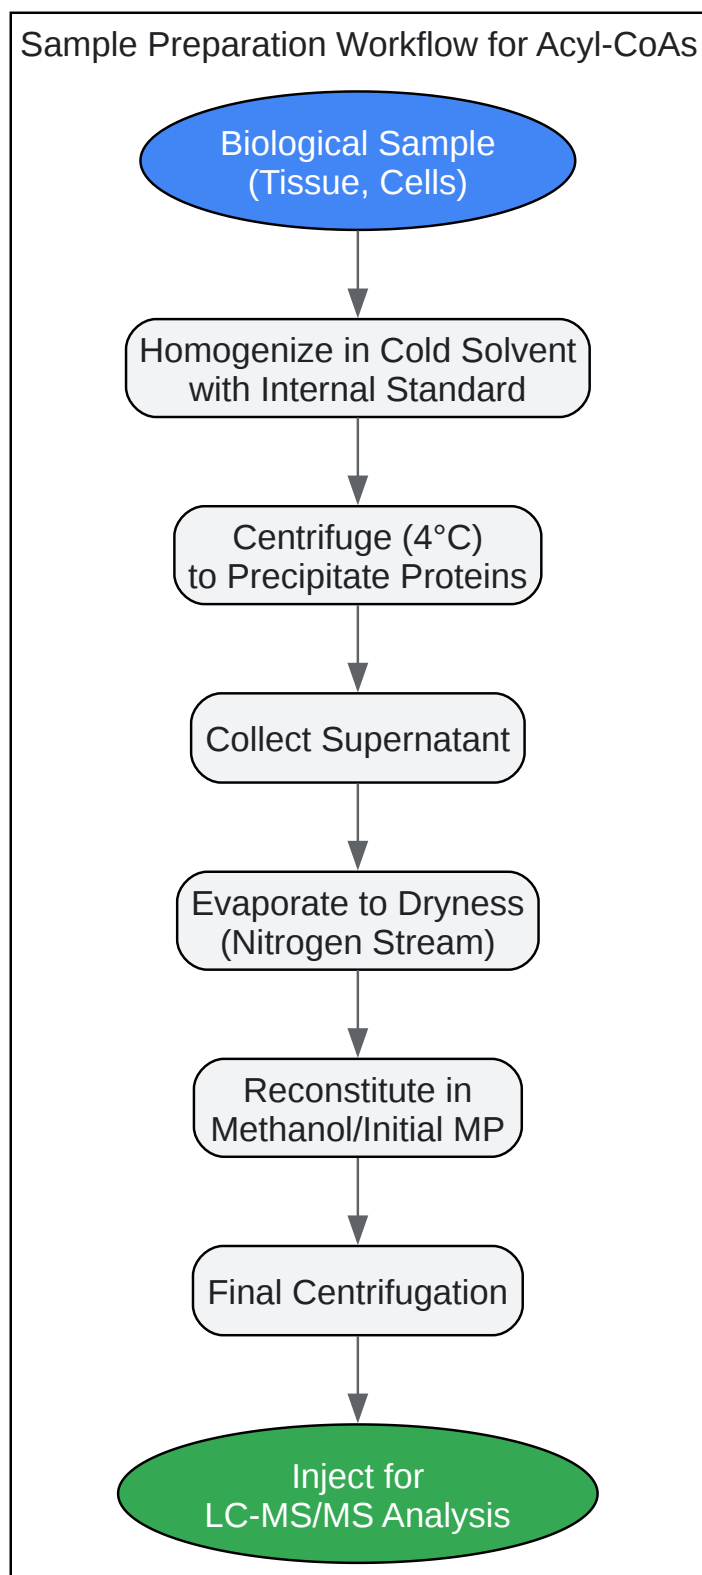 Sample Preparation Workflow for Acyl-CoAs
Biological Sample
(Tissue, Cells)
Homogenize in Cold Solvent
with Internal Standard
Centrifuge (4°C)
to Precipitate Proteins
Collect Supernatant
Evaporate to Dryness
(Nitrogen Stream)
Reconstitute in
Methanol/Initial MP
Final Centrifugation
Inject for
LC-MS/MS Analysis